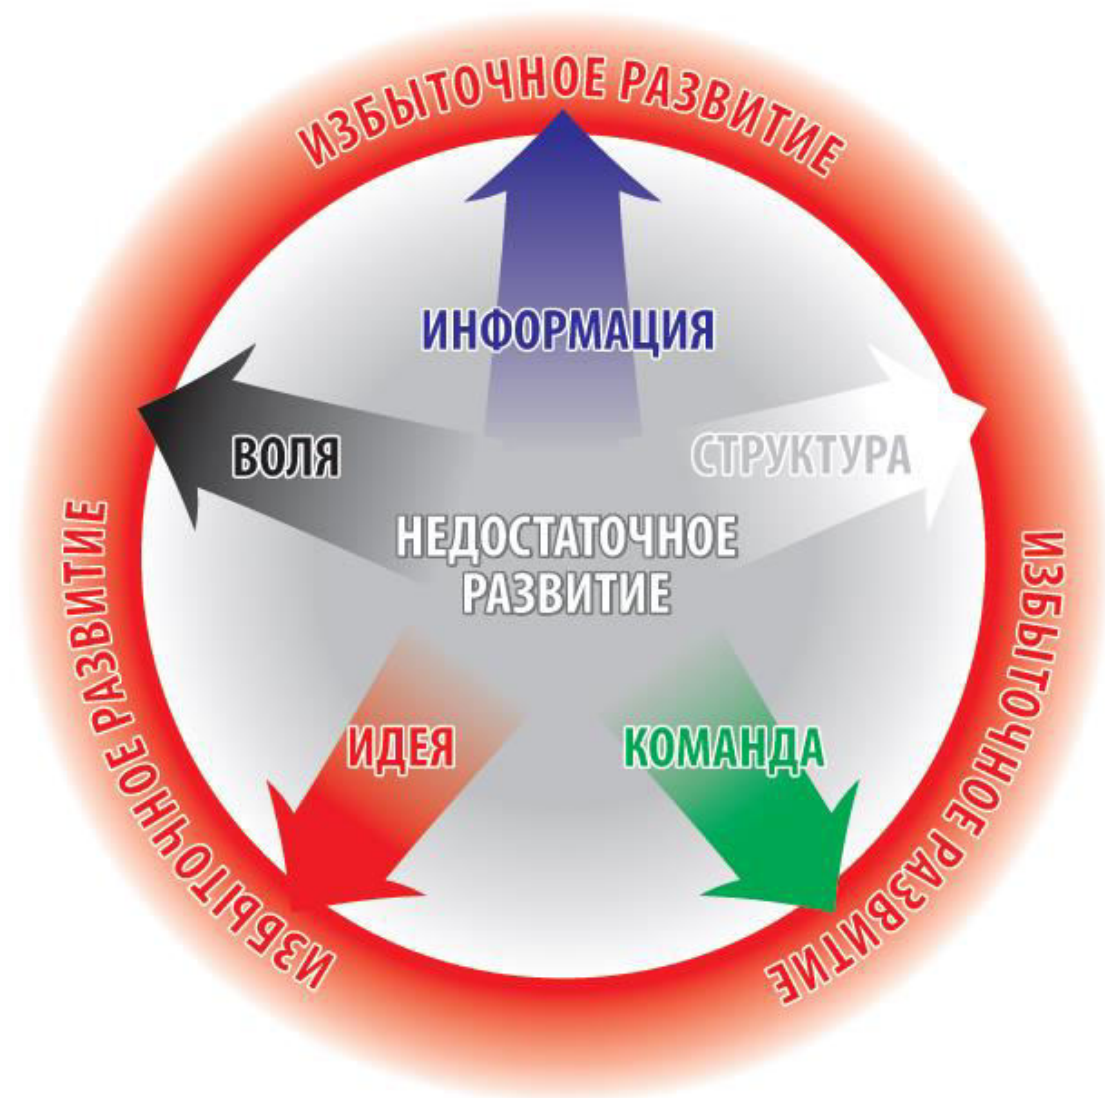 ИЗБЫТОЧНОЕ РАЗВИТИЕ
ИНФОРМАЦИЯ
ВОЛЯ
СТРУКТУРА
НЕДОСТАТОЧНОЕ
РАЗВИТИЕ
ИДЕЯ
КОМАНДА
ИЗБЫТОЧНОЕ РАЗВИТИЕ
ИЗБЫТОЧНОЕ РАЗВИТИЕ